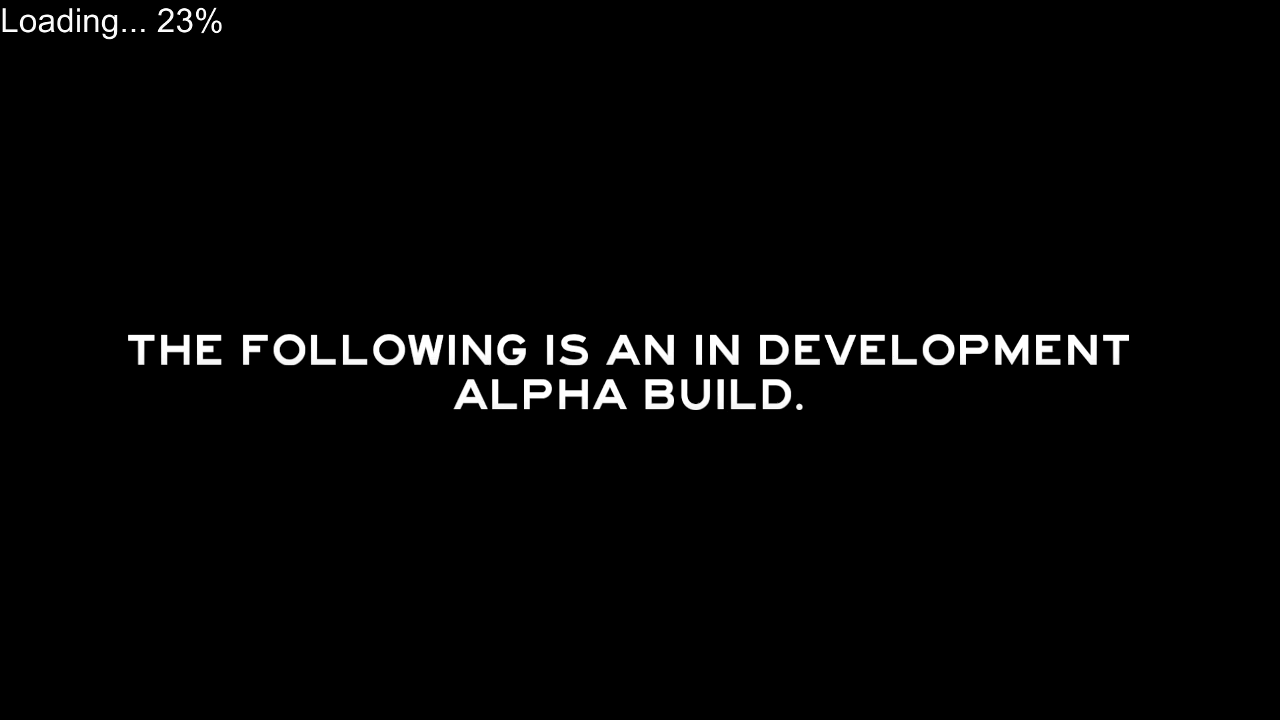 Loading... 23%
THE FOLLOWING IS AN IN DEVELOPMENT
ALPHA BUILD.